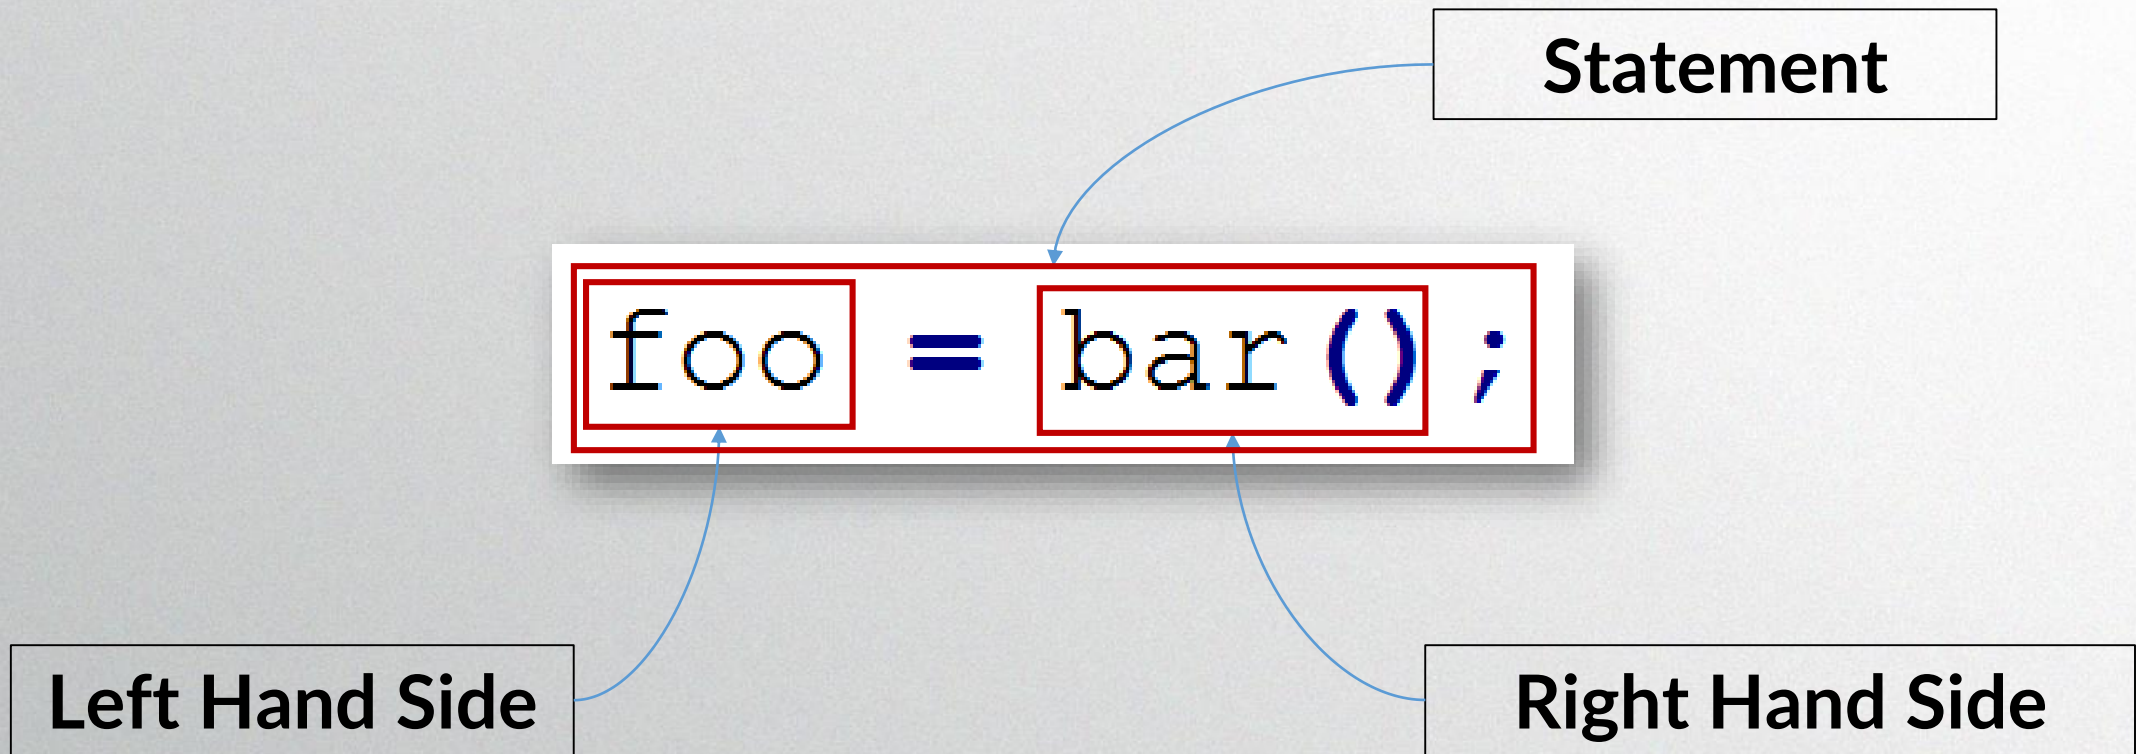 Statement
foo = bar();
Left Hand Side
Right Hand Side